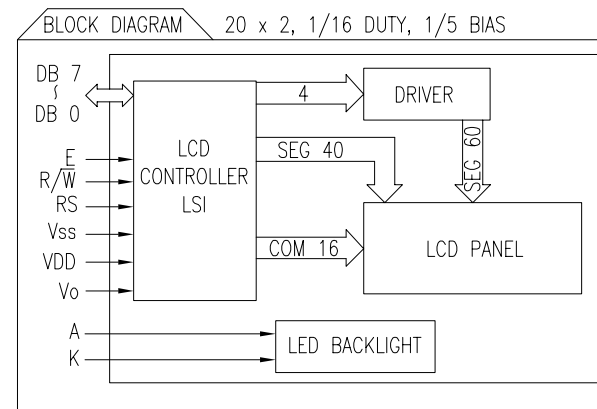 BLOCK DIAGRAM 20 x 2, 1/16 DUTY, 1/5 BIAS
DB 7
~
DB 0
E
R/W̅
RS
Vss
VDD
Vo
A
K
LCD
CONTROLLER
LSI
4
SEG 40
COM 16
DRIVER
SEG 60
LCD PANEL
LED BACKLIGHT